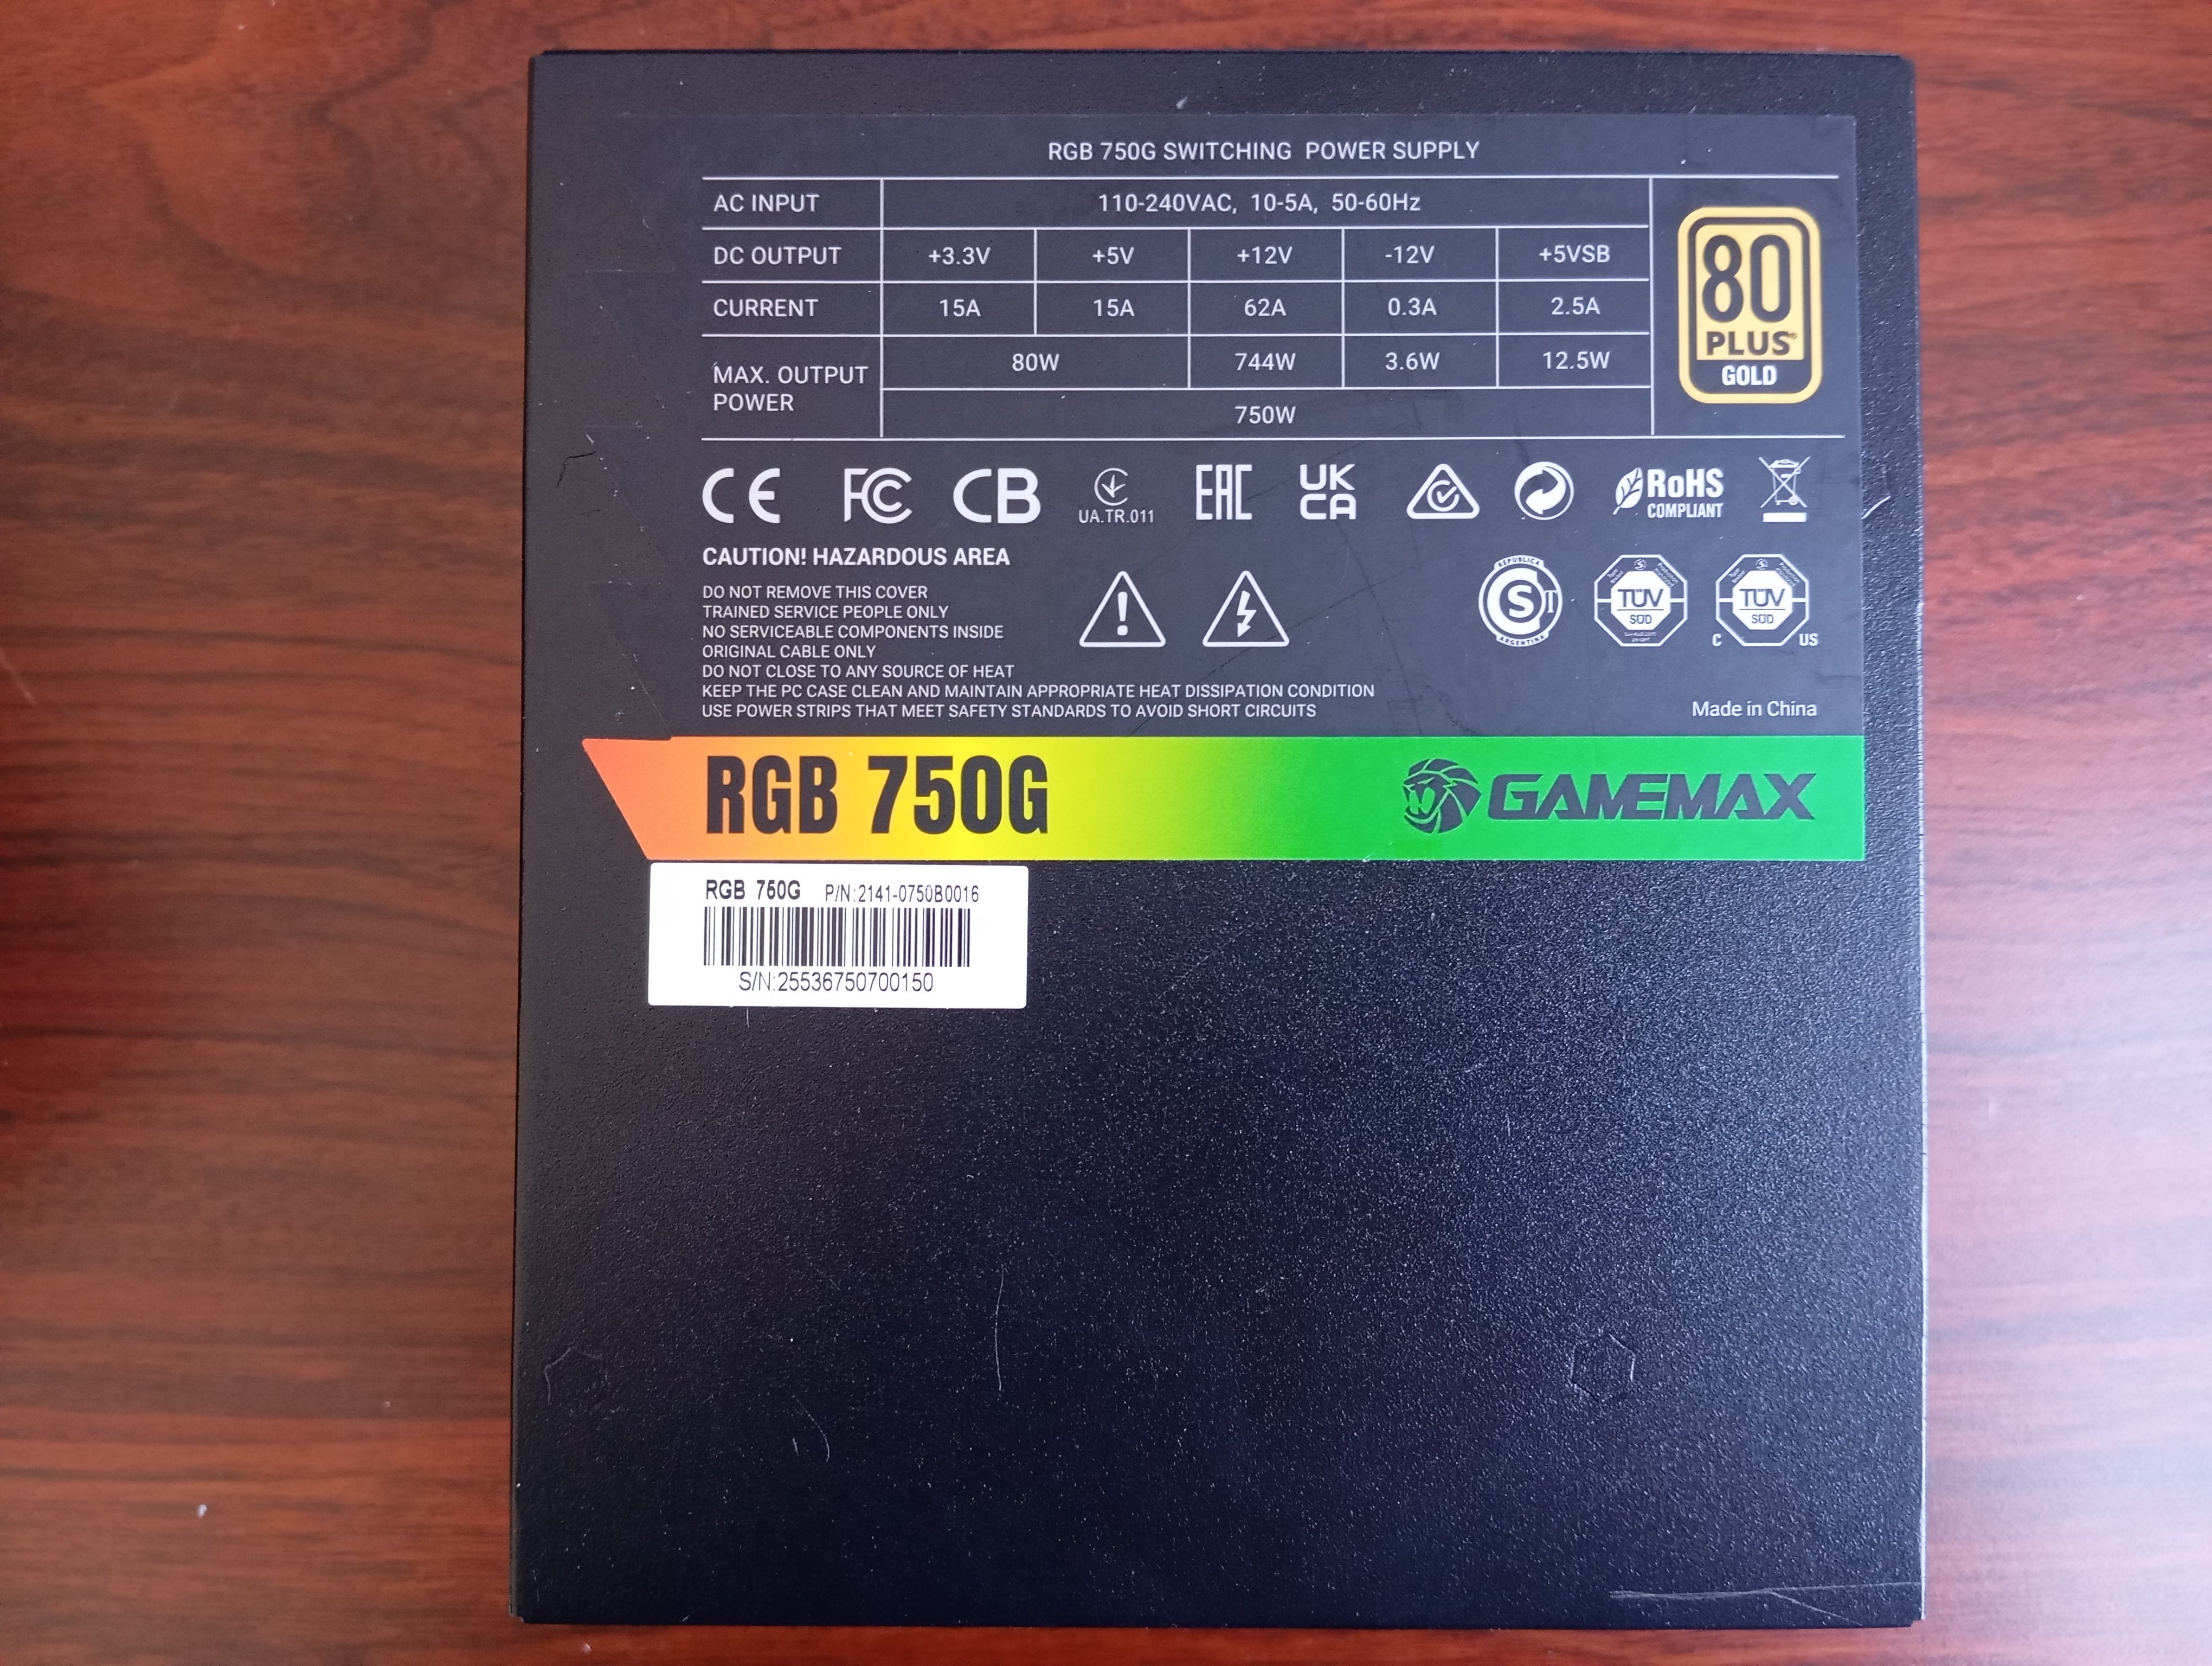 RGB 750G SWITCHING POWER SUPPLY
AC INPUT 110-240VAC, 10-5A, 50-60Hz
DC OUTPUT +3.3V +5V +12V -12V +5VSB
CURRENT 15A 15A 62A 0.3A 2.5A
MAX. OUTPUT POWER 80W 744W 3.6W 12.5W
750W
80
PLUS
GOLD
CE FC CB UA.TR.011 EAC UK CA RoHS COMPLIANT
CAUTION! HAZARDOUS AREA
DO NOT REMOVE THIS COVER
TRAINED SERVICE PEOPLE ONLY
NO SERVICEABLE COMPONENTS INSIDE
ORIGINAL CABLE ONLY
DO NOT CLOSE TO ANY SOURCE OF HEAT
KEEP THE PC CASE CLEAN AND MAINTAIN APPROPRIATE HEAT DISSIPATION CONDITION
USE POWER STRIPS THAT MEET SAFETY STANDARDS TO AVOID SHORT CIRCUITS
REPUBLICA
S
ARGENTINA
TÜV
SÜD
TÜV
SÜD
C US
Made in China
RGB 750G GAMEMAX
RGB 750G P/N:2141-0750B0016
S/N:25536750700150